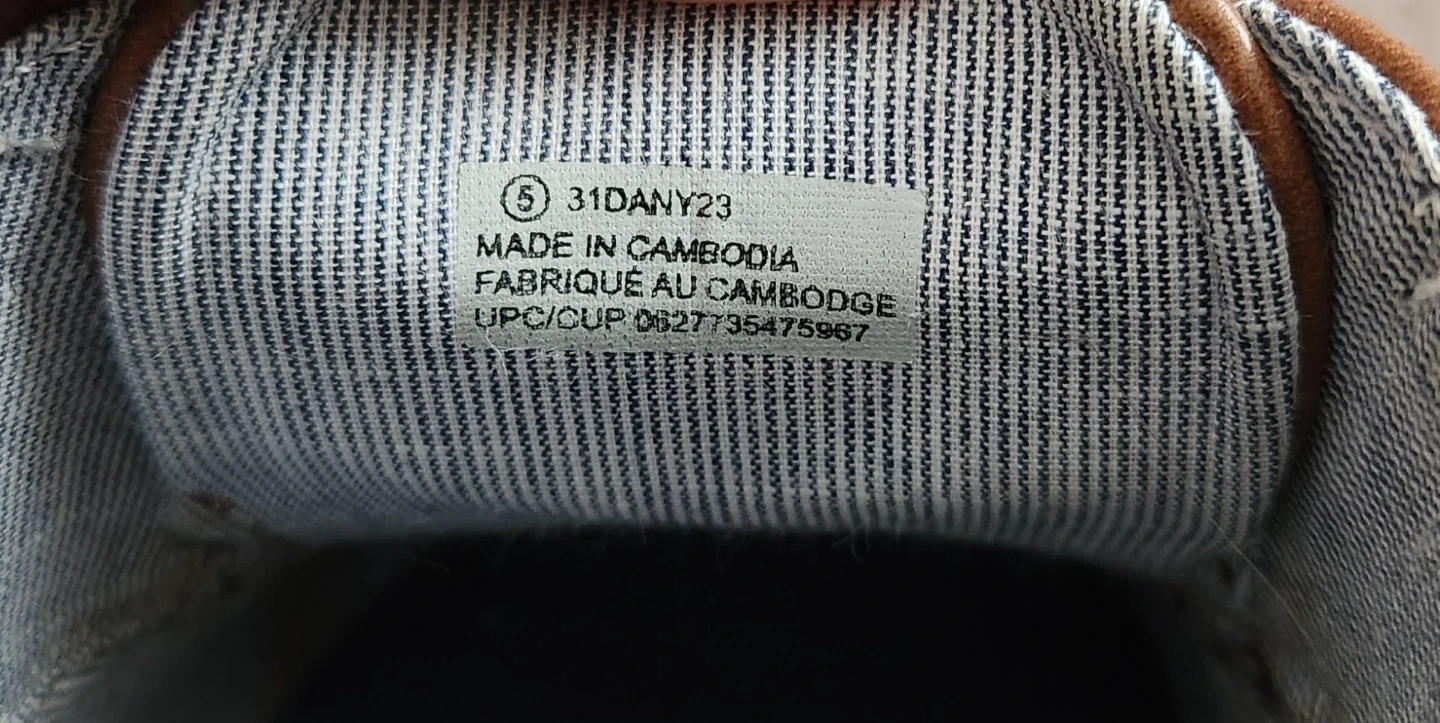 ⑤ 31DANY23
MADE IN CAMBODIA
FABRIQUÉ AU CAMBODGE
UPC/CUP 0627735475967